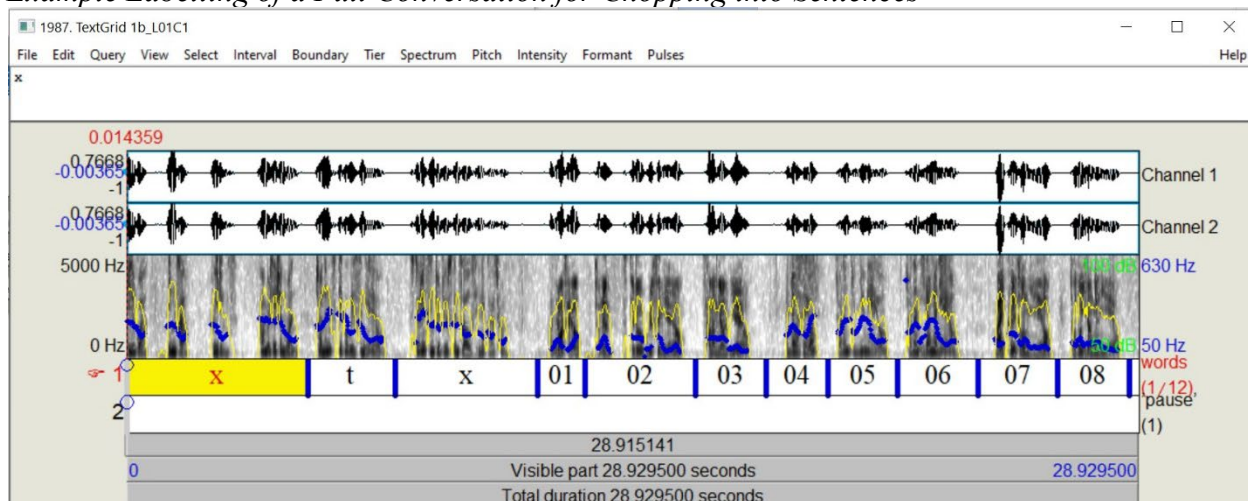 Example Labelling of a Full Conversation for Chopping into Sentences
1987. TextGrid 1b_L01C1
File Edit Query View Select Interval Boundary Tier Spectrum Pitch Intensity Formant Pulses Help
x
0.014359
0.7668
-0.00365
-1
Channel 1
0.7668
-0.00365
-1
Channel 2
5000 Hz 100 dB 630 Hz
0 Hz 50 dB 50 Hz
1 x t x 01 02 03 04 05 06 07 08 words
(1/12)
2 pause
(1)
28.915141
0 Visible part 28.929500 seconds 28.929500
Total duration 28.929500 seconds